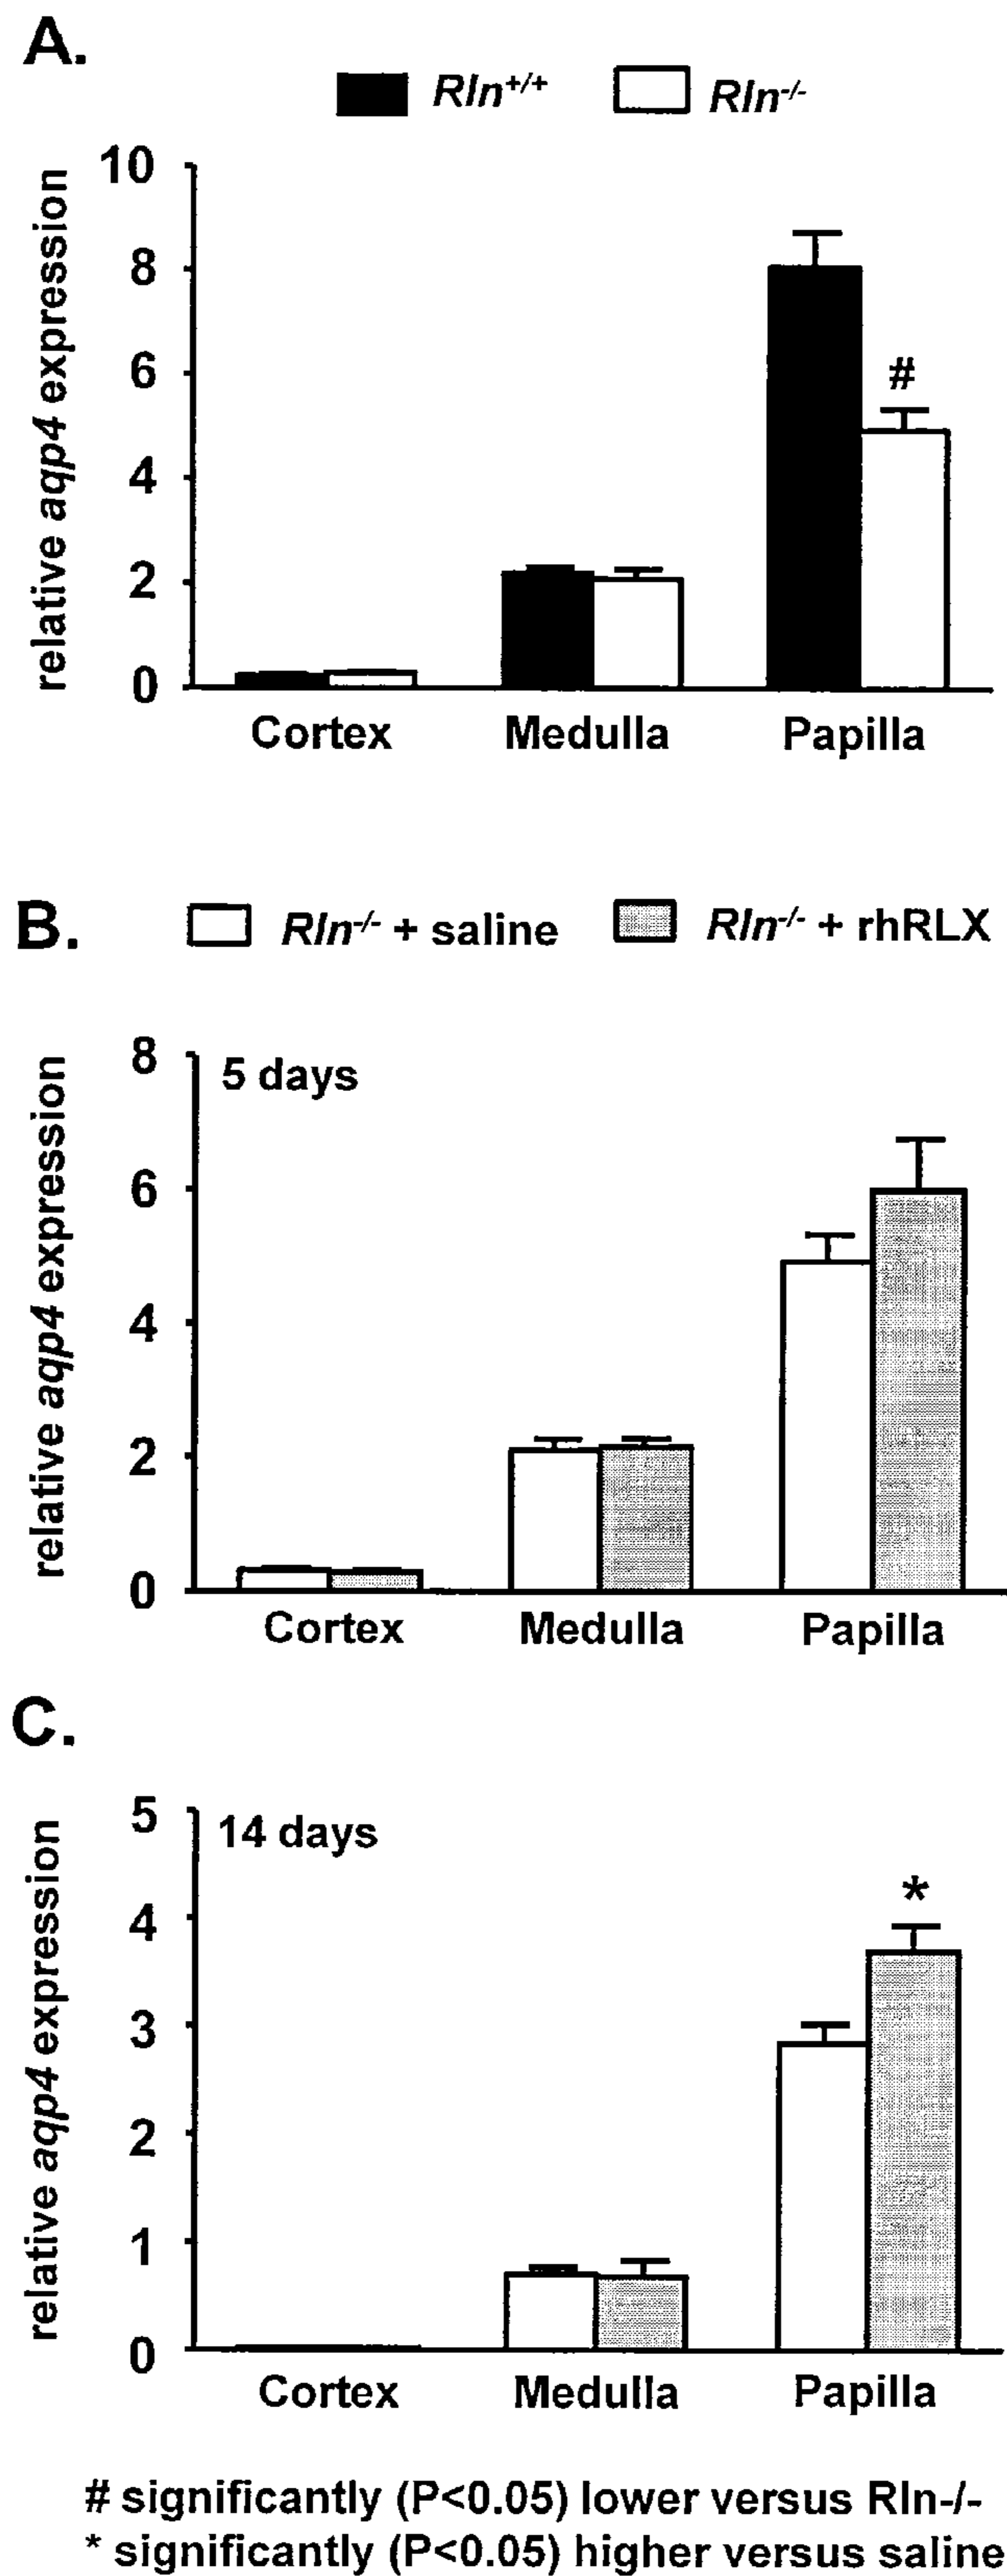 A.
Rln+/+ Rln-/-
relative aqp4 expression
10
8
6
4
2
0
#
Cortex Medulla Papilla
B.
Rln-/- + saline Rln-/- + rhRLX
relative aqp4 expression
8
6
4
2
0
5 days
Cortex Medulla Papilla
C.
relative aqp4 expression
5
4
3
2
1
0
14 days
*
Cortex Medulla Papilla
# significantly (P<0.05) lower versus Rln-/-
* significantly (P<0.05) higher versus saline